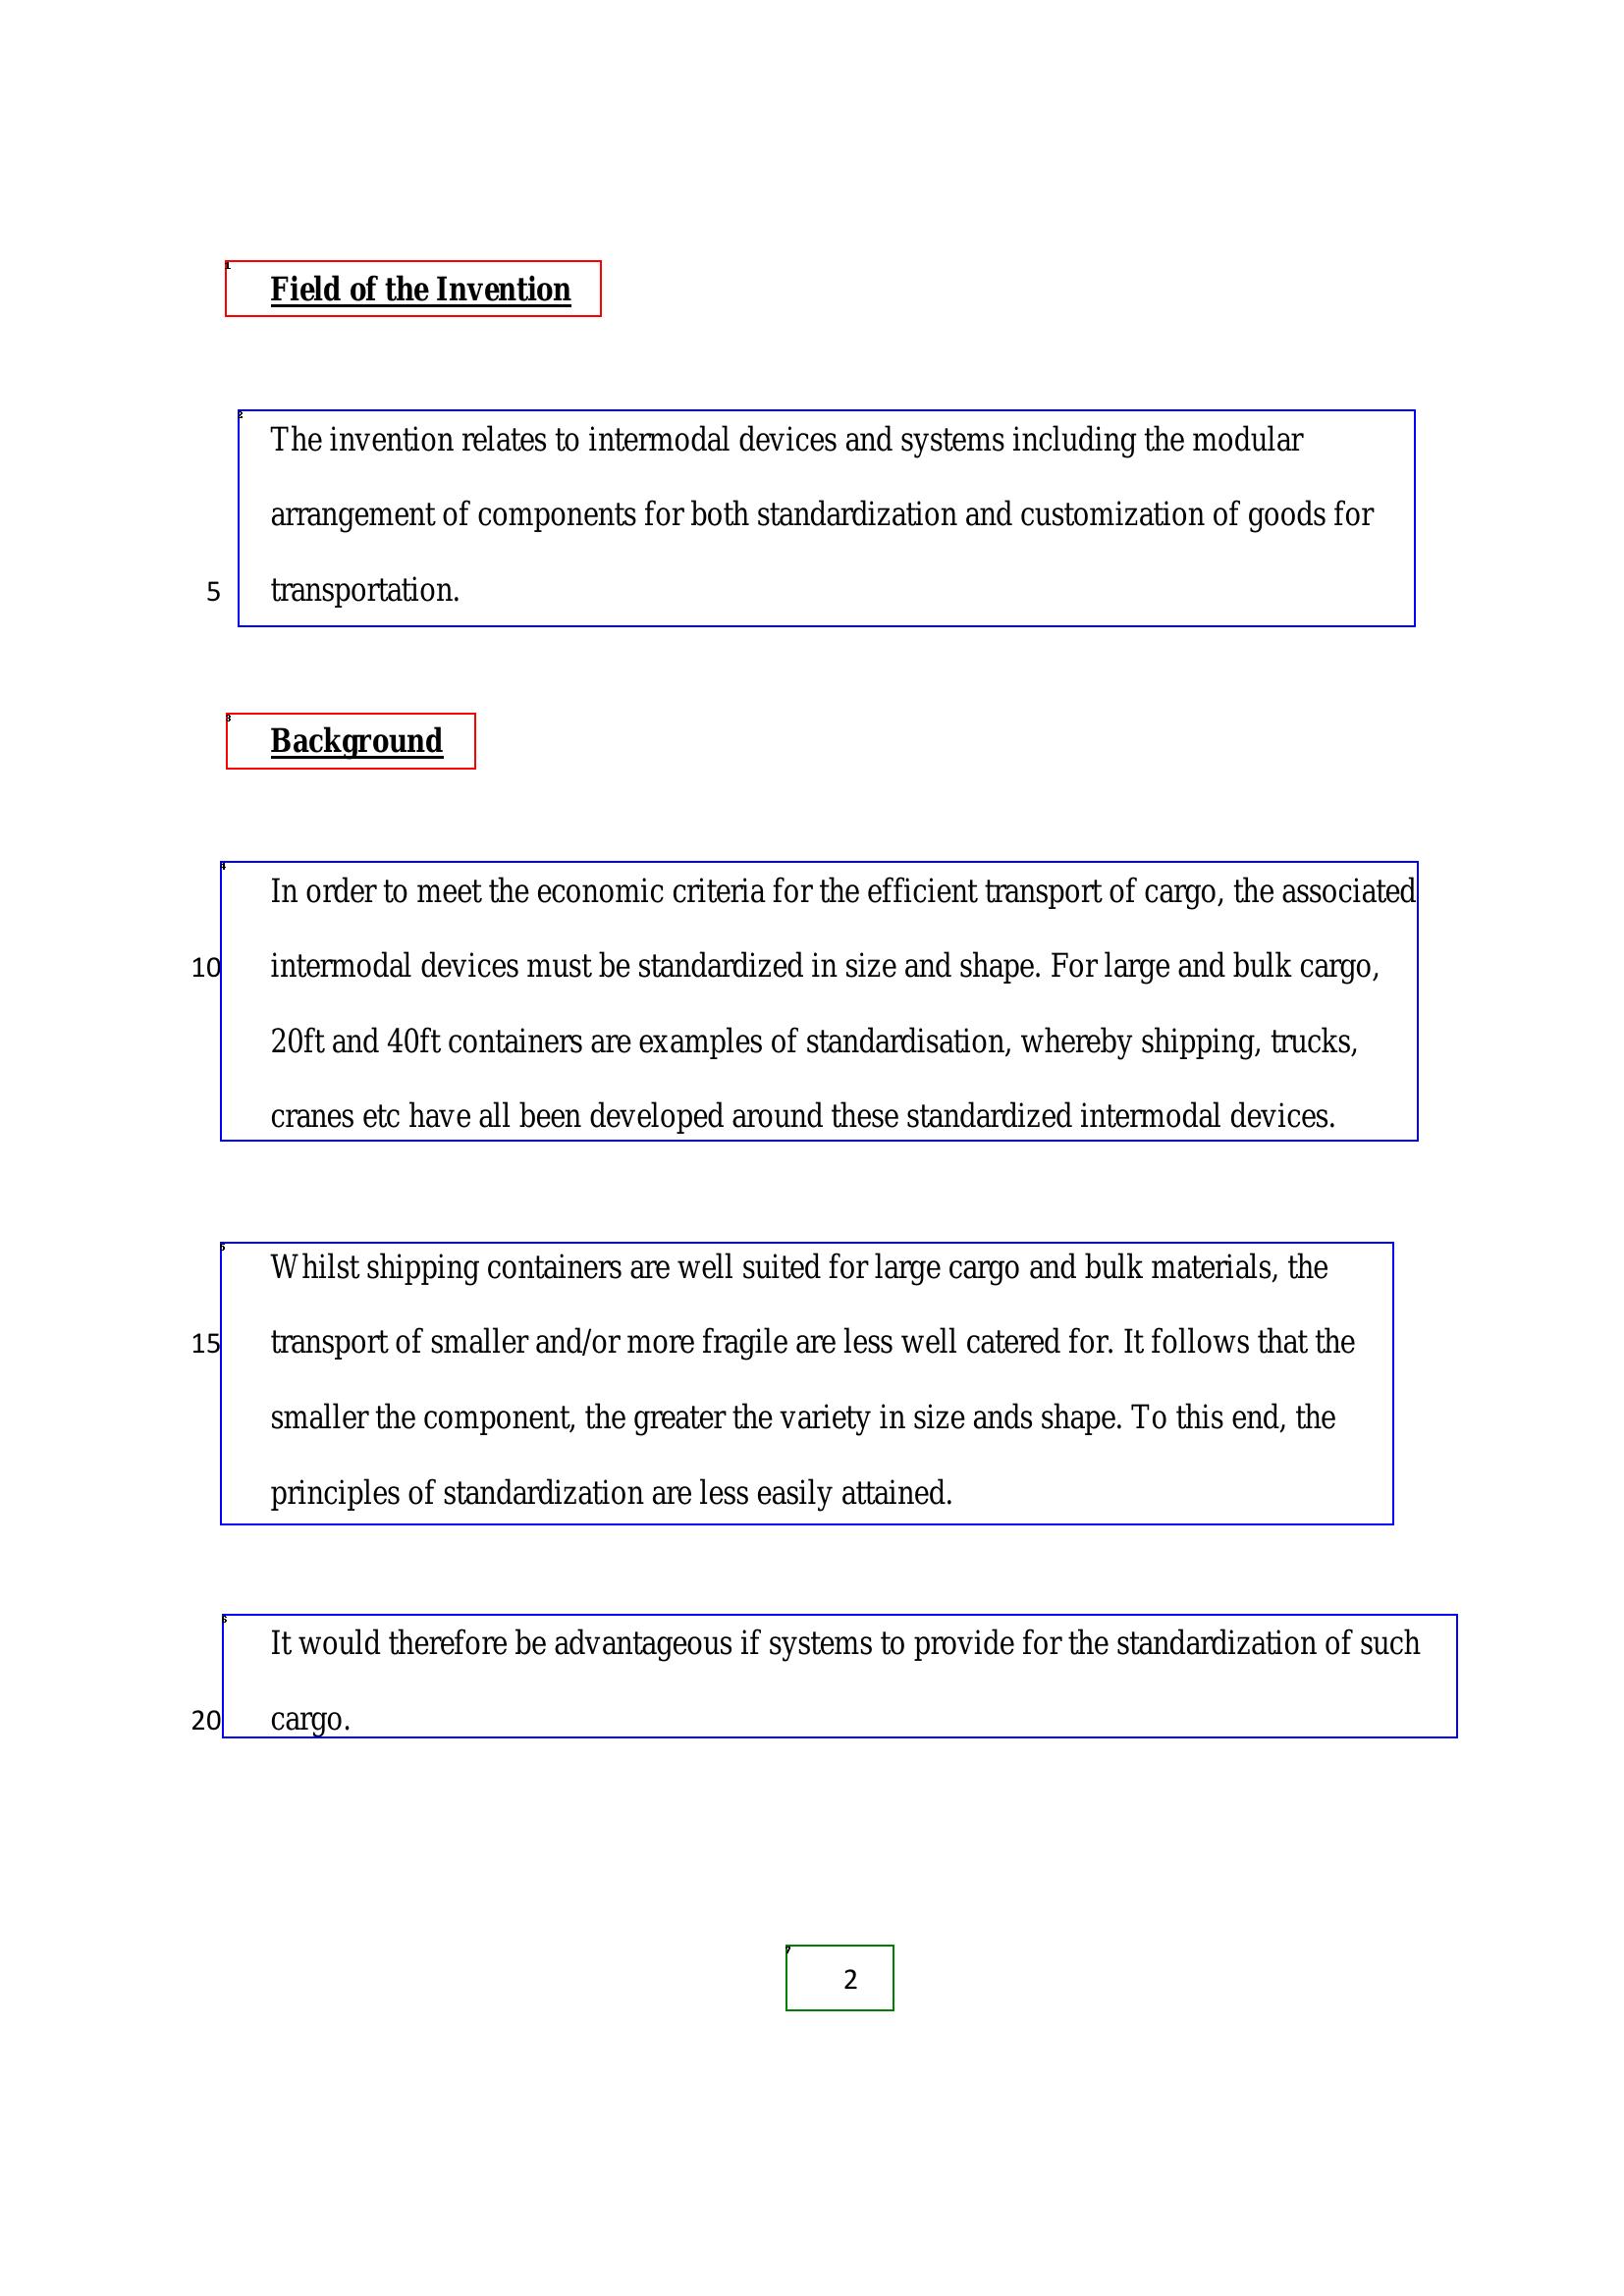 1
Field of the Invention
2
The invention relates to intermodal devices and systems including the modular
arrangement of components for both standardization and customization of goods for
5 transportation.
3
Background
4
In order to meet the economic criteria for the efficient transport of cargo, the associated
10 intermodal devices must be standardized in size and shape. For large and bulk cargo,
20ft and 40ft containers are examples of standardisation, whereby shipping, trucks,
cranes etc have all been developed around these standardized intermodal devices.
5
Whilst shipping containers are well suited for large cargo and bulk materials, the
15 transport of smaller and/or more fragile are less well catered for. It follows that the
smaller the component, the greater the variety in size ands shape. To this end, the
principles of standardization are less easily attained.
6
It would therefore be advantageous if systems to provide for the standardization of such
20 cargo.
7
2